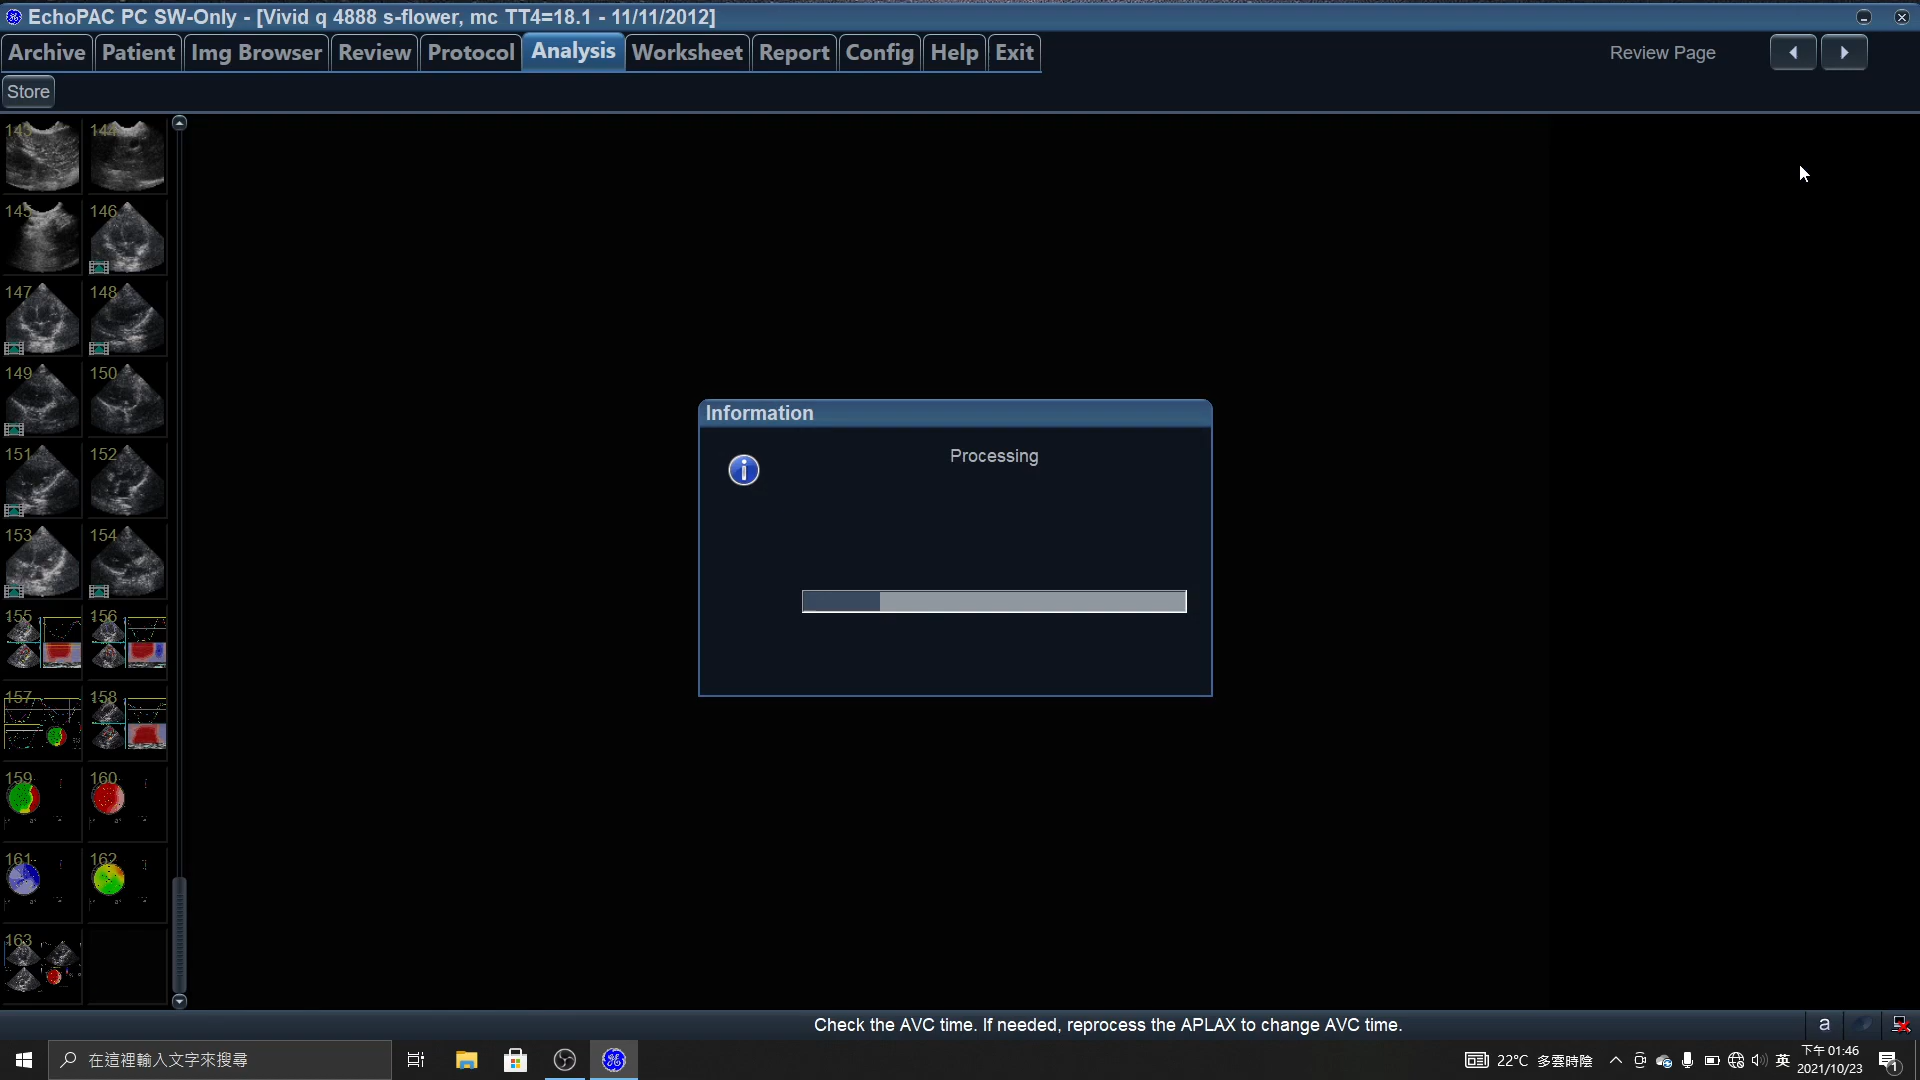 EchoPAC PC SW-Only - [Vivid q 4888 s-flower, mc TT4=18.1 - 11/11/2012]
Archive Patient Img Browser Review Protocol Analysis Worksheet Report Config Help Exit Review Page
Store
143 144
145 146
147 148
149 150
151 152
153 154
155 156
157 158
159 160
161 162
163
Information
Processing
Check the AVC time. If needed, reprocess the APLAX to change AVC time.
a
在這裡輸入文字來搜尋
22°C 多雲時陰
英
下午 01:46
2021/10/23
1